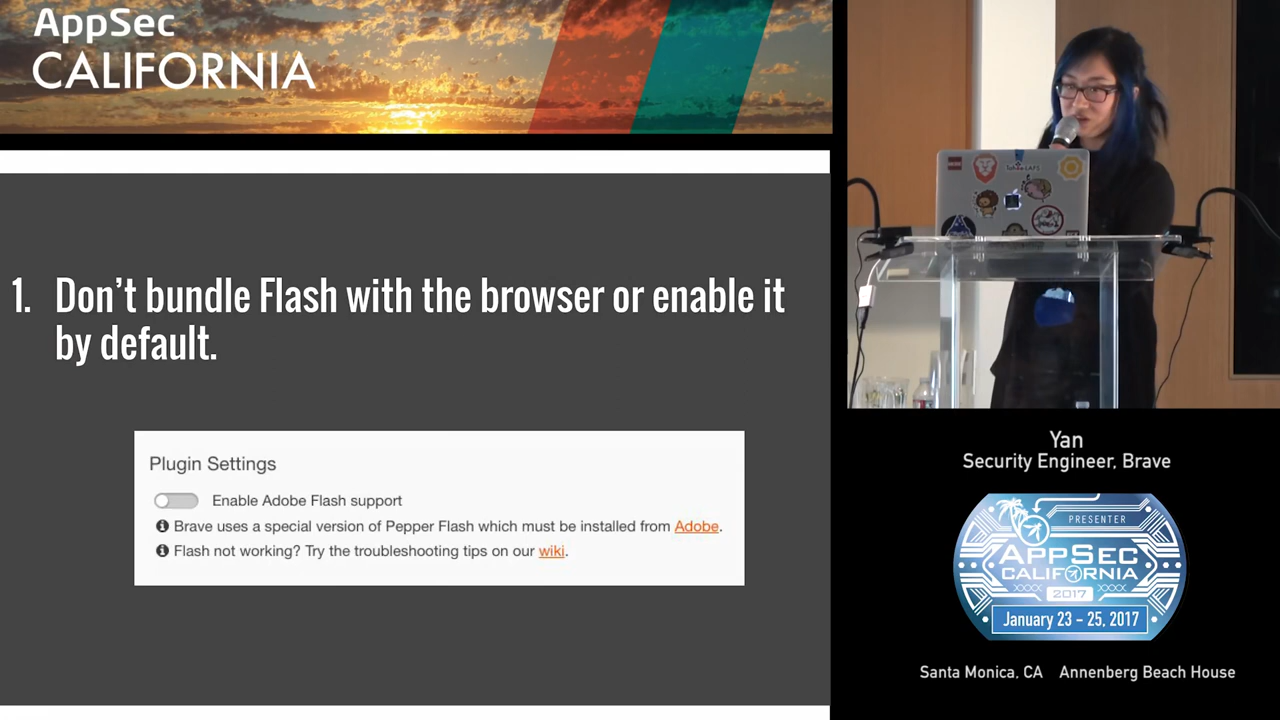 AppSec
CALIFORNIA
1. Don't bundle Flash with the browser or enable it
by default.
Plugin Settings
Enable Adobe Flash support
Brave uses a special version of Pepper Flash which must be installed from Adobe.
Flash not working? Try the troubleshooting tips on our wiki.
Yan
Security Engineer, Brave
PRESENTER
APPSEC
CALIFORNIA
2017
January 23 – 25, 2017
Santa Monica, CA Annenberg Beach House